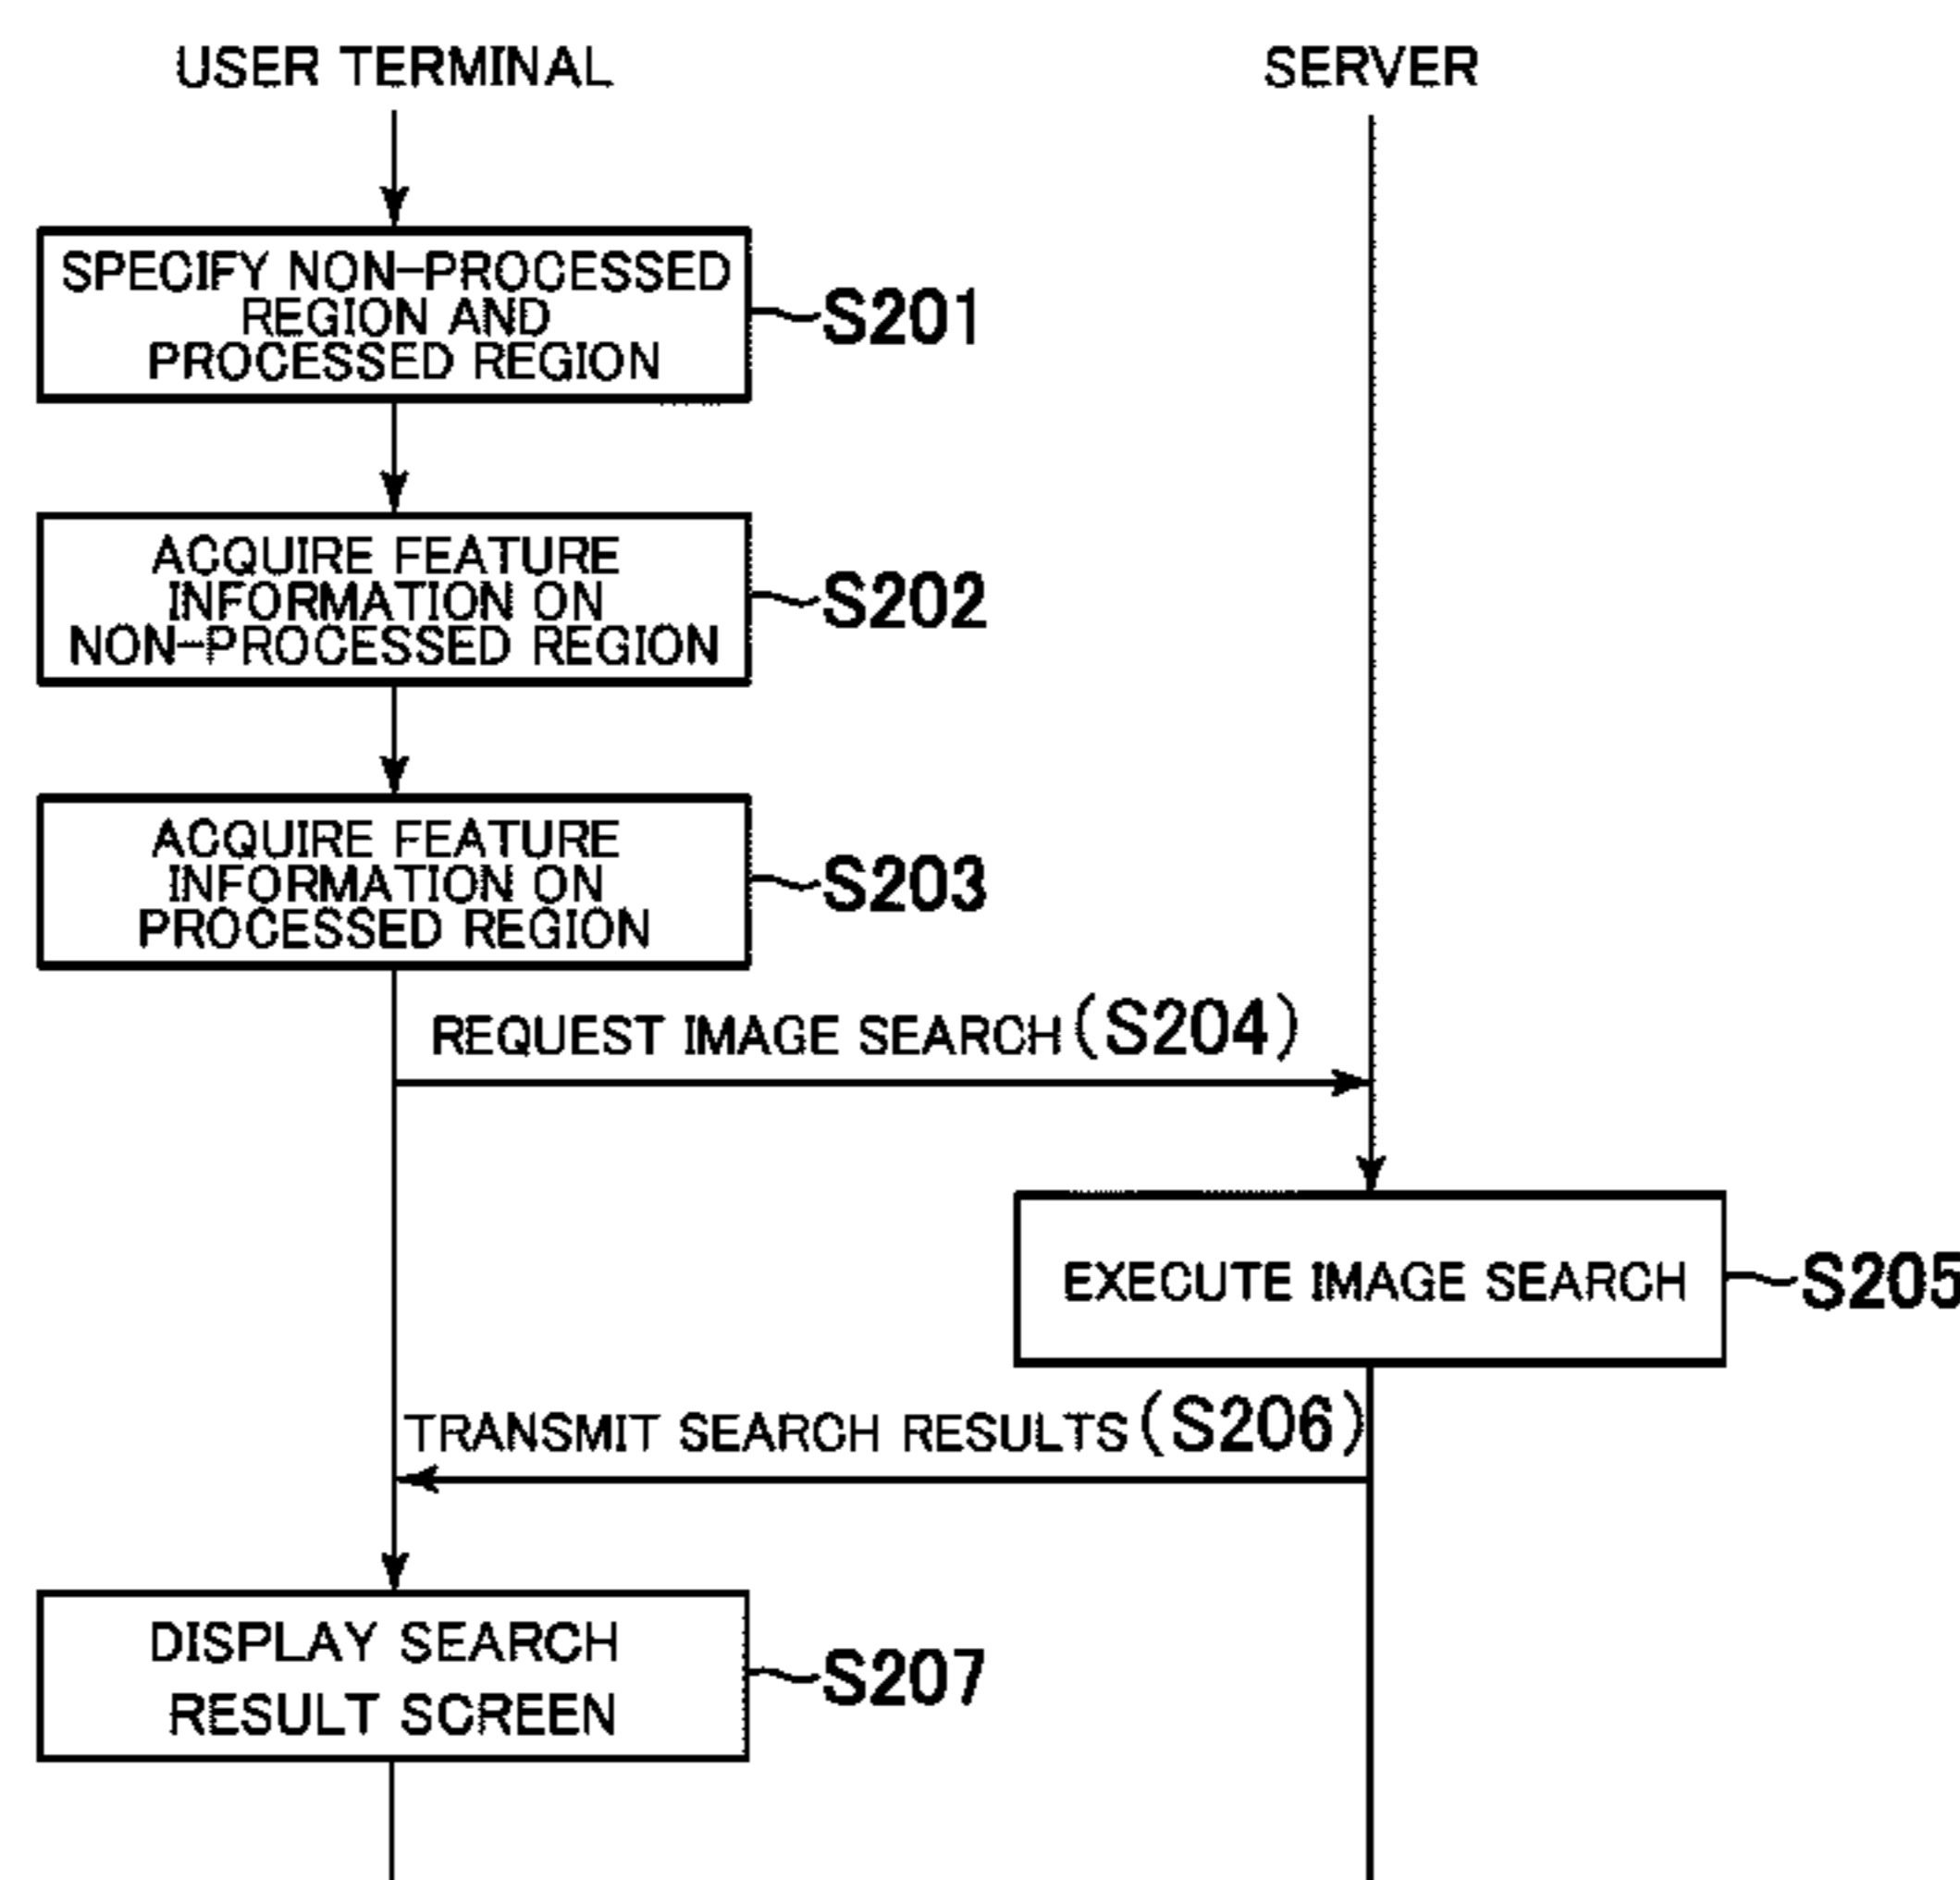 USER TERMINAL
SERVER
SPECIFY NON-PROCESSED
REGION AND
PROCESSED REGION
S201
ACQUIRE FEATURE
INFORMATION ON
NON-PROCESSED REGION
S202
ACQUIRE FEATURE
INFORMATION ON
PROCESSED REGION
S203
REQUEST IMAGE SEARCH (S204)
EXECUTE IMAGE SEARCH
S205
TRANSMIT SEARCH RESULTS (S206)
DISPLAY SEARCH
RESULT SCREEN
S207